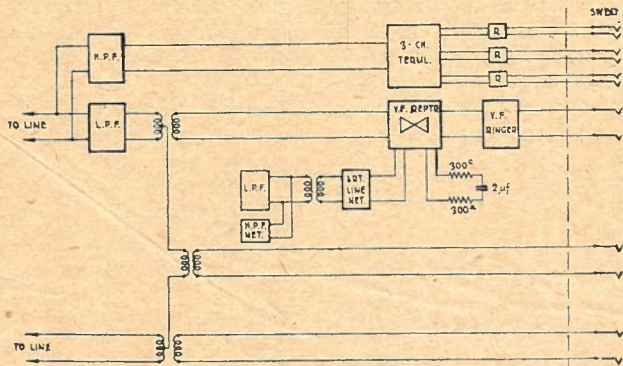 SWBD.
H.P.F.
3-CH.
TERML.
R
R
R
TO LINE
L.P.F.
V.F. REPTR
V.F.
RINGER
L.P.F.
H.P.F.
NET.
ART.
LINE
NET.
300Ω
2µf
300Ω
TO LINE